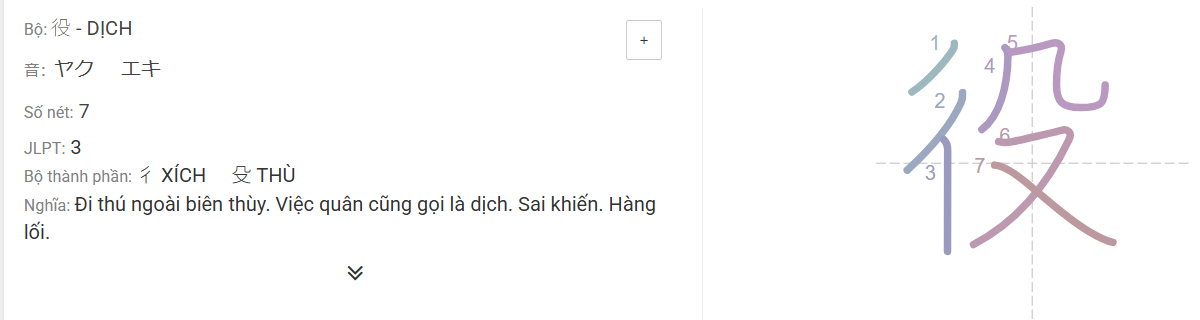 Bộ: 役 - DỊCH
+
音: ヤク エキ
Số nét: 7
JLPT: 3
Bộ thành phần: 彳 XÍCH 殳 THÙ
Nghĩa: Đi thú ngoài biên thùy. Việc quân cũng gọi là dịch. Sai khiến. Hàng
lối.
役
1
2
3
4
5
6
7